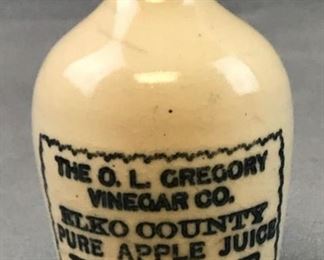 THE O. L. GREGORY
VINEGAR CO.
ELKO COUNTY
PURE APPLE JUICE